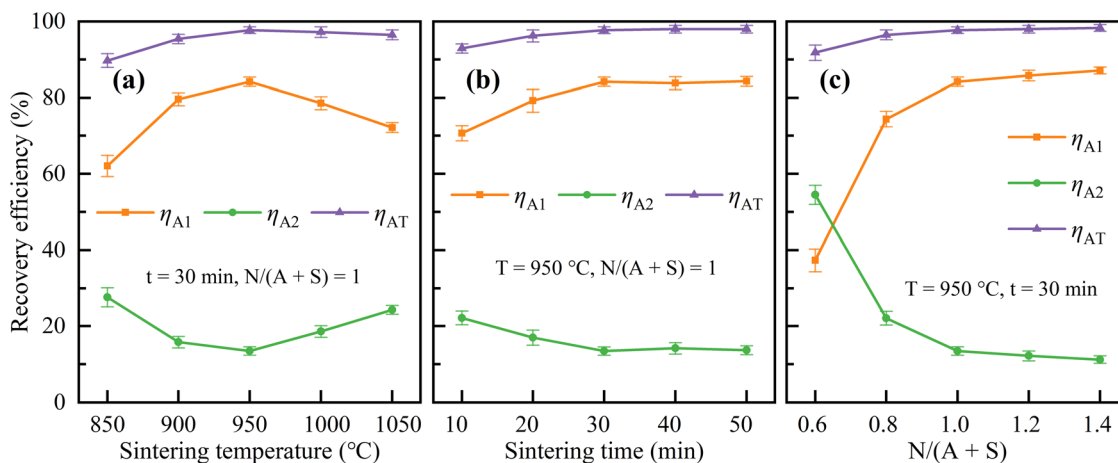 Recovery efficiency (%)
100
80
60
40
20
0
(a)
ηA1
ηA2
ηAT
t = 30 min, N/(A + S) = 1
850
900
950
1000
1050
Sintering temperature (℃)
(b)
ηA1
ηA2
ηAT
T = 950 ℃, N/(A + S) = 1
10
20
30
40
50
Sintering time (min)
(c)
ηA1
ηA2
ηAT
T = 950 ℃, t = 30 min
0.6
0.8
1.0
1.2
1.4
N/(A + S)